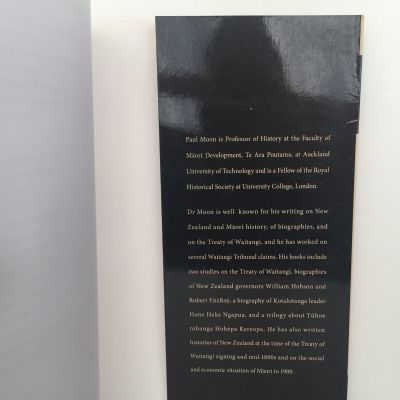 Paul Moon is Professor of History at the Faculty of
Māori Development, Te Ara Poutama, at Auckland
University of Technology and is a Fellow of the Royal
Historical Society at University College, London.
Dr Moon is well known for his writing on New
Zealand and Māori history, of biographies, and
on the Treaty of Waitangi, and he has worked on
several Waitangi Tribunal claims. His books include
two studies on the Treaty of Waitangi, biographies
of New Zealand governors William Hobson and
Robert FitzRoy, a biography of Kotahitanga leader
Hone Heke Ngapua, and a trilogy about Tūhoe
tohunga Hohepa Kereopa. He has also written
histories of New Zealand at the time of the Treaty of
Waitangi signing and mid-1800s and on the social
and economic situation of Māori to 1900.